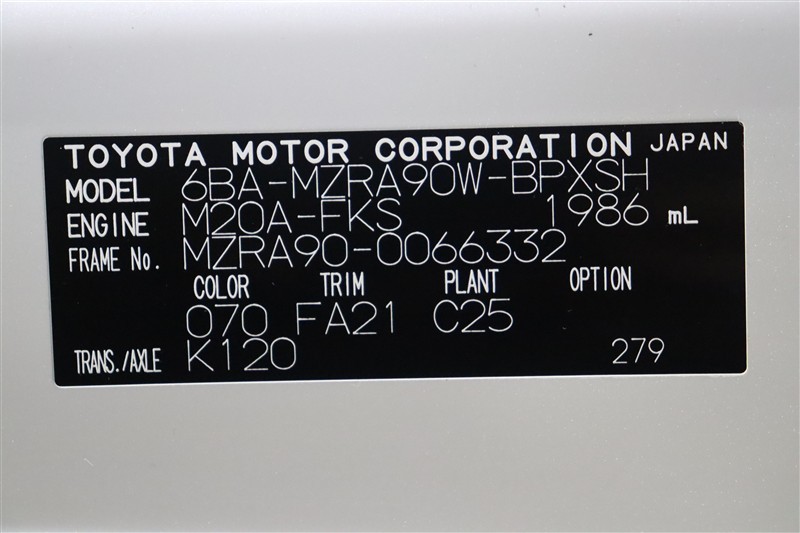 TOYOTA MOTOR CORPORATION JAPAN
MODEL 6BA-MZRA90W-BPXSH
ENGINE M20A-FKS 1986 mL
FRAME No. MZRA90-0066332
COLOR TRIM PLANT OPTION
070 FA21 C25
TRANS./AXLE K120 279